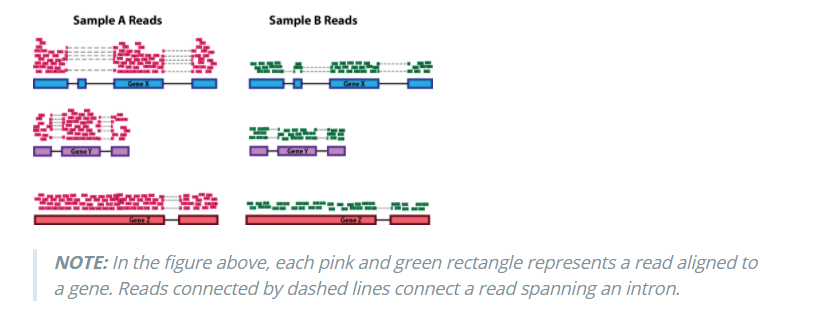 Sample A Reads Sample B Reads
Gene X Gene X
Gene Y Gene Y
Gene Z Gene Z
NOTE: In the figure above, each pink and green rectangle represents a read aligned to
a gene. Reads connected by dashed lines connect a read spanning an intron.